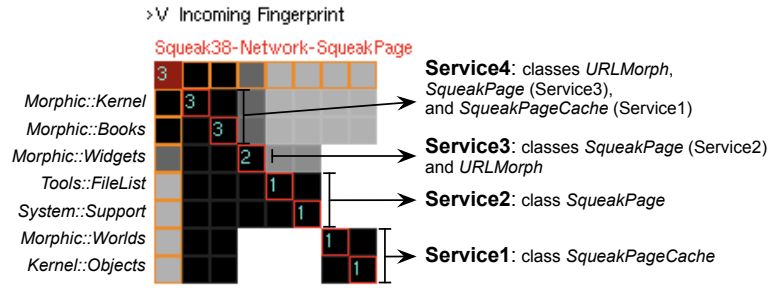 >V Incoming Fingerprint
Squeak38-Network-SqueakPage
3
Morphic::Kernel 3
Morphic::Books 3
Morphic::Widgets 2
Tools::FileList 1
System::Support 1
Morphic::Worlds 1
Kernel::Objects 1
Service4: classes URLMorph,
SqueakPage (Service3),
and SqueakPageCache (Service1)
Service3: classes SqueakPage (Service2)
and URLMorph
Service2: class SqueakPage
Service1: class SqueakPageCache